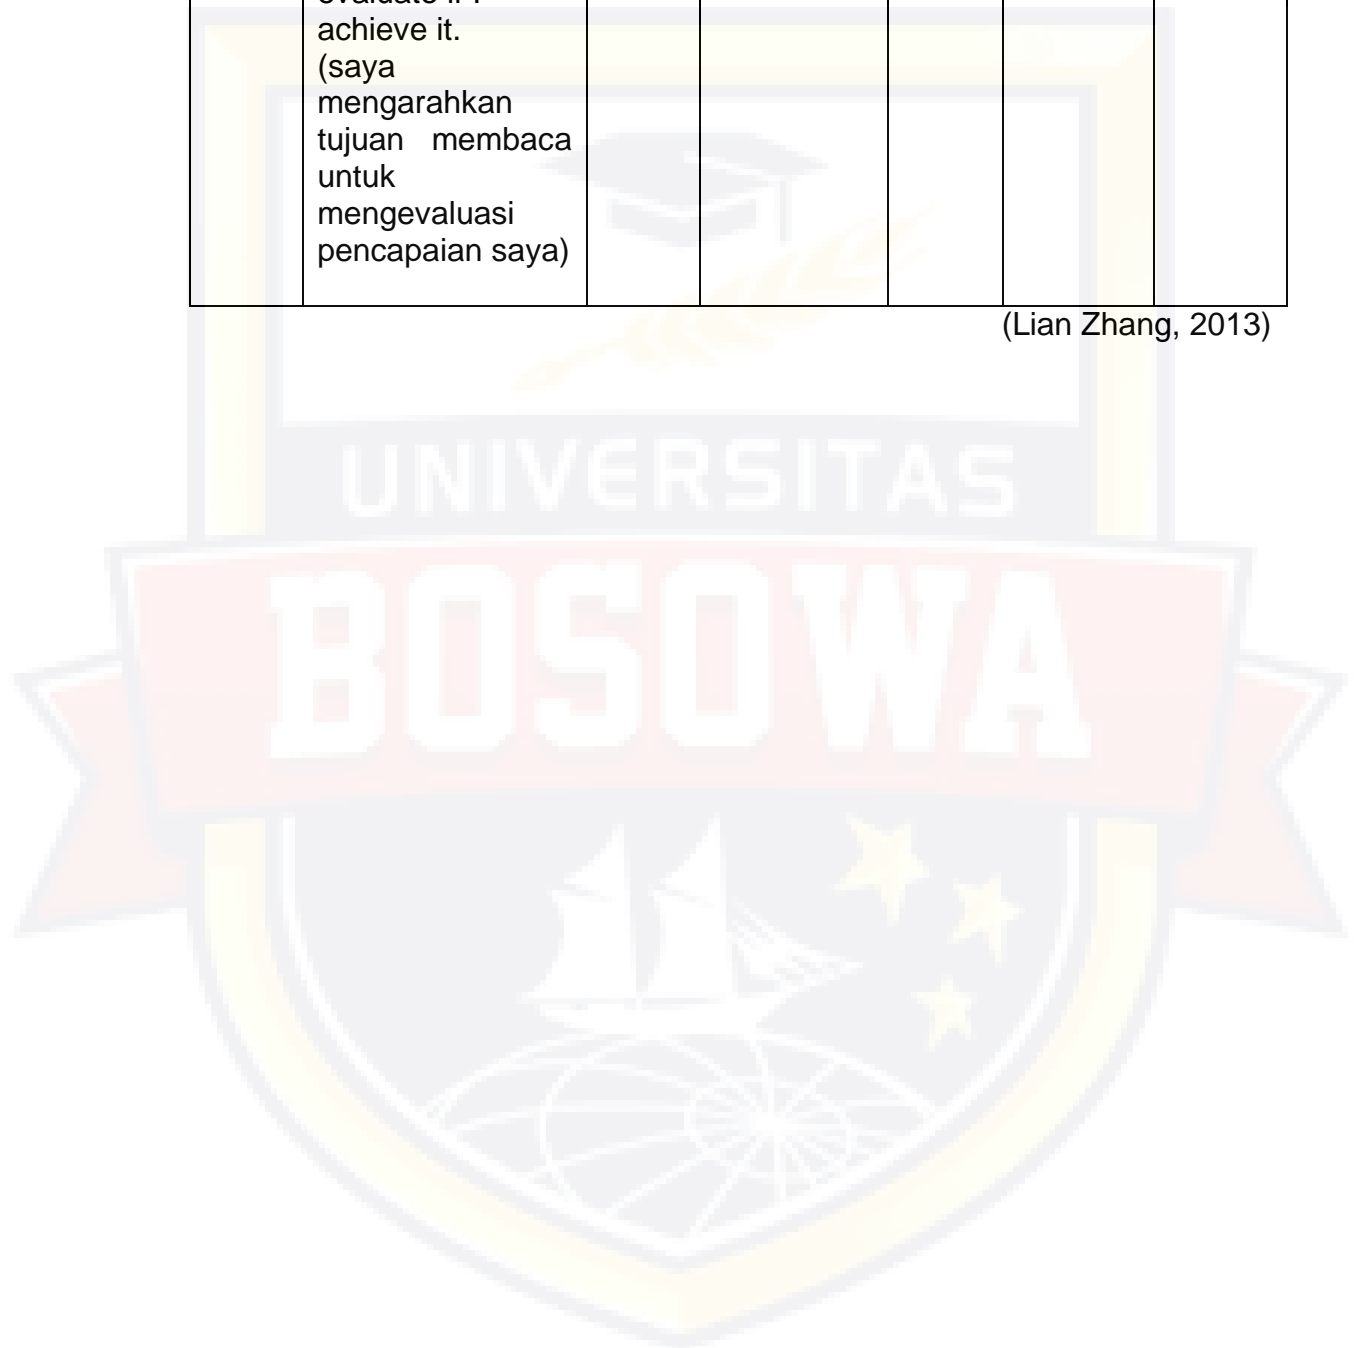 achieve it.
(saya
mengarahkan
tujuan membaca
untuk
mengevaluasi
pencapaian saya)
(Lian Zhang, 2013)
UNIVERSITAS
BOSOWA